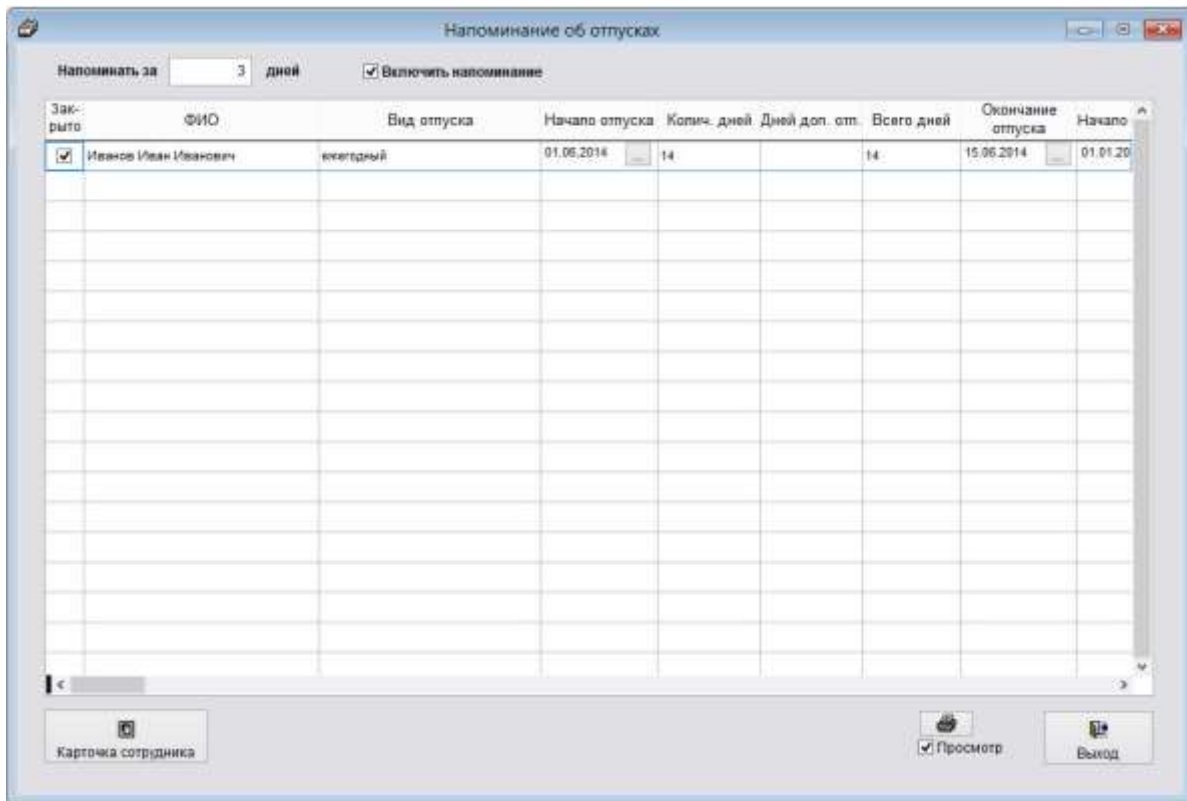 Напоминание об отпусках
Напоминать за 3 дней Включить напоминание
Зак-
рыто ФИО Вид отпуска Начало отпуска Колич. дней Дней доп. отп. Всего дней Окончание
отпуска Начало
Иванов Иван Иванович ежегодный 01.06.2014 ... 14 14 15.06.2014 ... 01.01.20
Карточка сотрудника
Просмотр
Выход